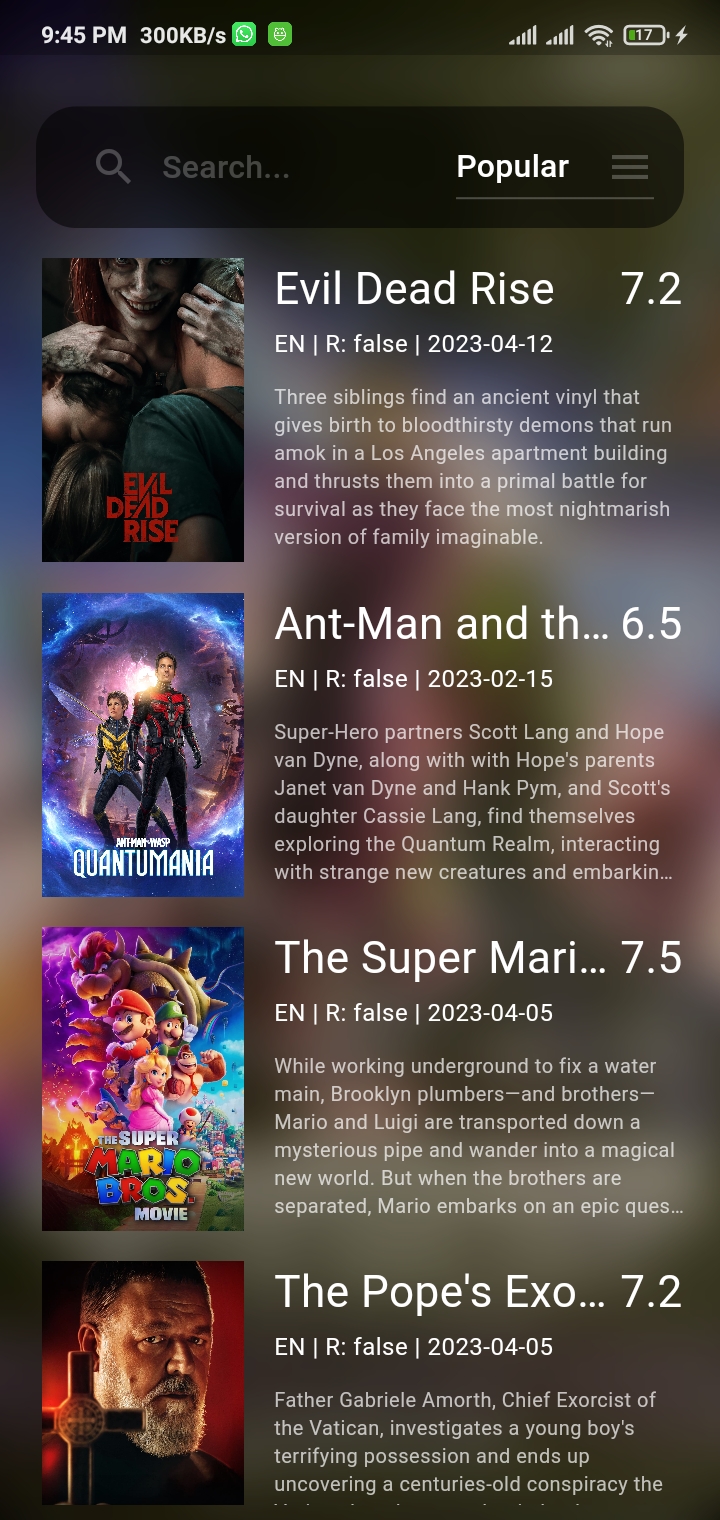 9:45 PM 300KB/s 17
Search... Popular
Evil Dead Rise 7.2
EN | R: false | 2023-04-12
Three siblings find an ancient vinyl that
gives birth to bloodthirsty demons that run
amok in a Los Angeles apartment building
and thrusts them into a primal battle for
survival as they face the most nightmarish
version of family imaginable.
EVIL
DEAD
RISE
Ant-Man and th... 6.5
EN | R: false | 2023-02-15
Super-Hero partners Scott Lang and Hope
van Dyne, along with with Hope's parents
Janet van Dyne and Hank Pym, and Scott's
daughter Cassie Lang, find themselves
exploring the Quantum Realm, interacting
with strange new creatures and embarkin...
ANT-MAN AND THE WASP
QUANTUMANIA
The Super Mari... 7.5
EN | R: false | 2023-04-05
While working underground to fix a water
main, Brooklyn plumbers—and brothers—
Mario and Luigi are transported down a
mysterious pipe and wander into a magical
new world. But when the brothers are
separated, Mario embarks on an epic ques...
THE SUPER
MARIO
BROS.
MOVIE
The Pope's Exo... 7.2
EN | R: false | 2023-04-05
Father Gabriele Amorth, Chief Exorcist of
the Vatican, investigates a young boy's
terrifying possession and ends up
uncovering a centuries-old conspiracy the